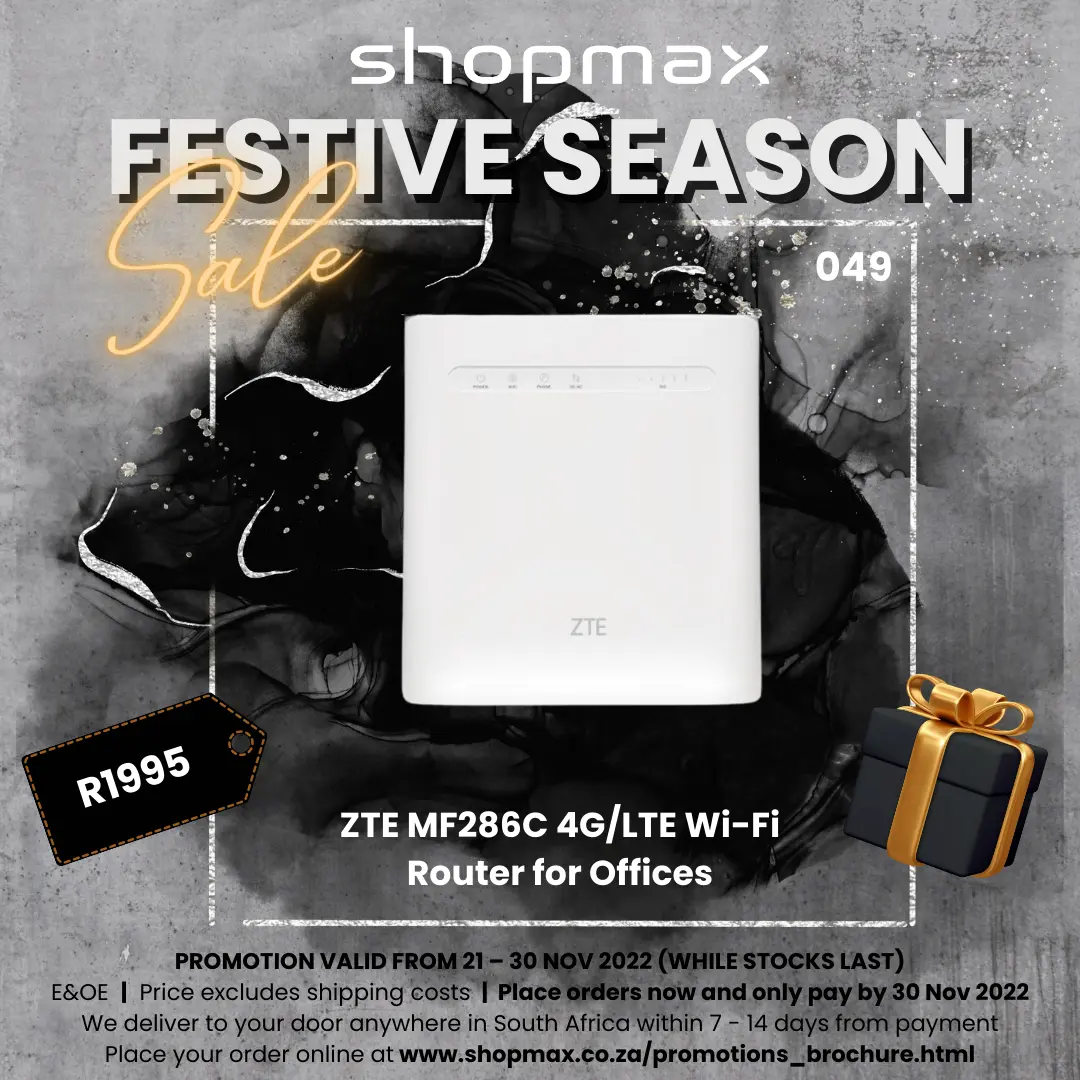 shopmax
FESTIVE SEASON
Sale
049
POWER WiFi PHONE
ZTE
R1995
ZTE MF286C 4G/LTE Wi-Fi
Router for Offices
PROMOTION VALID FROM 21 – 30 NOV 2022 (WHILE STOCKS LAST)
E&OE | Price excludes shipping costs | Place orders now and only pay by 30 Nov 2022
We deliver to your door anywhere in South Africa within 7 - 14 days from payment
Place your order online at www.shopmax.co.za/promotions_brochure.html